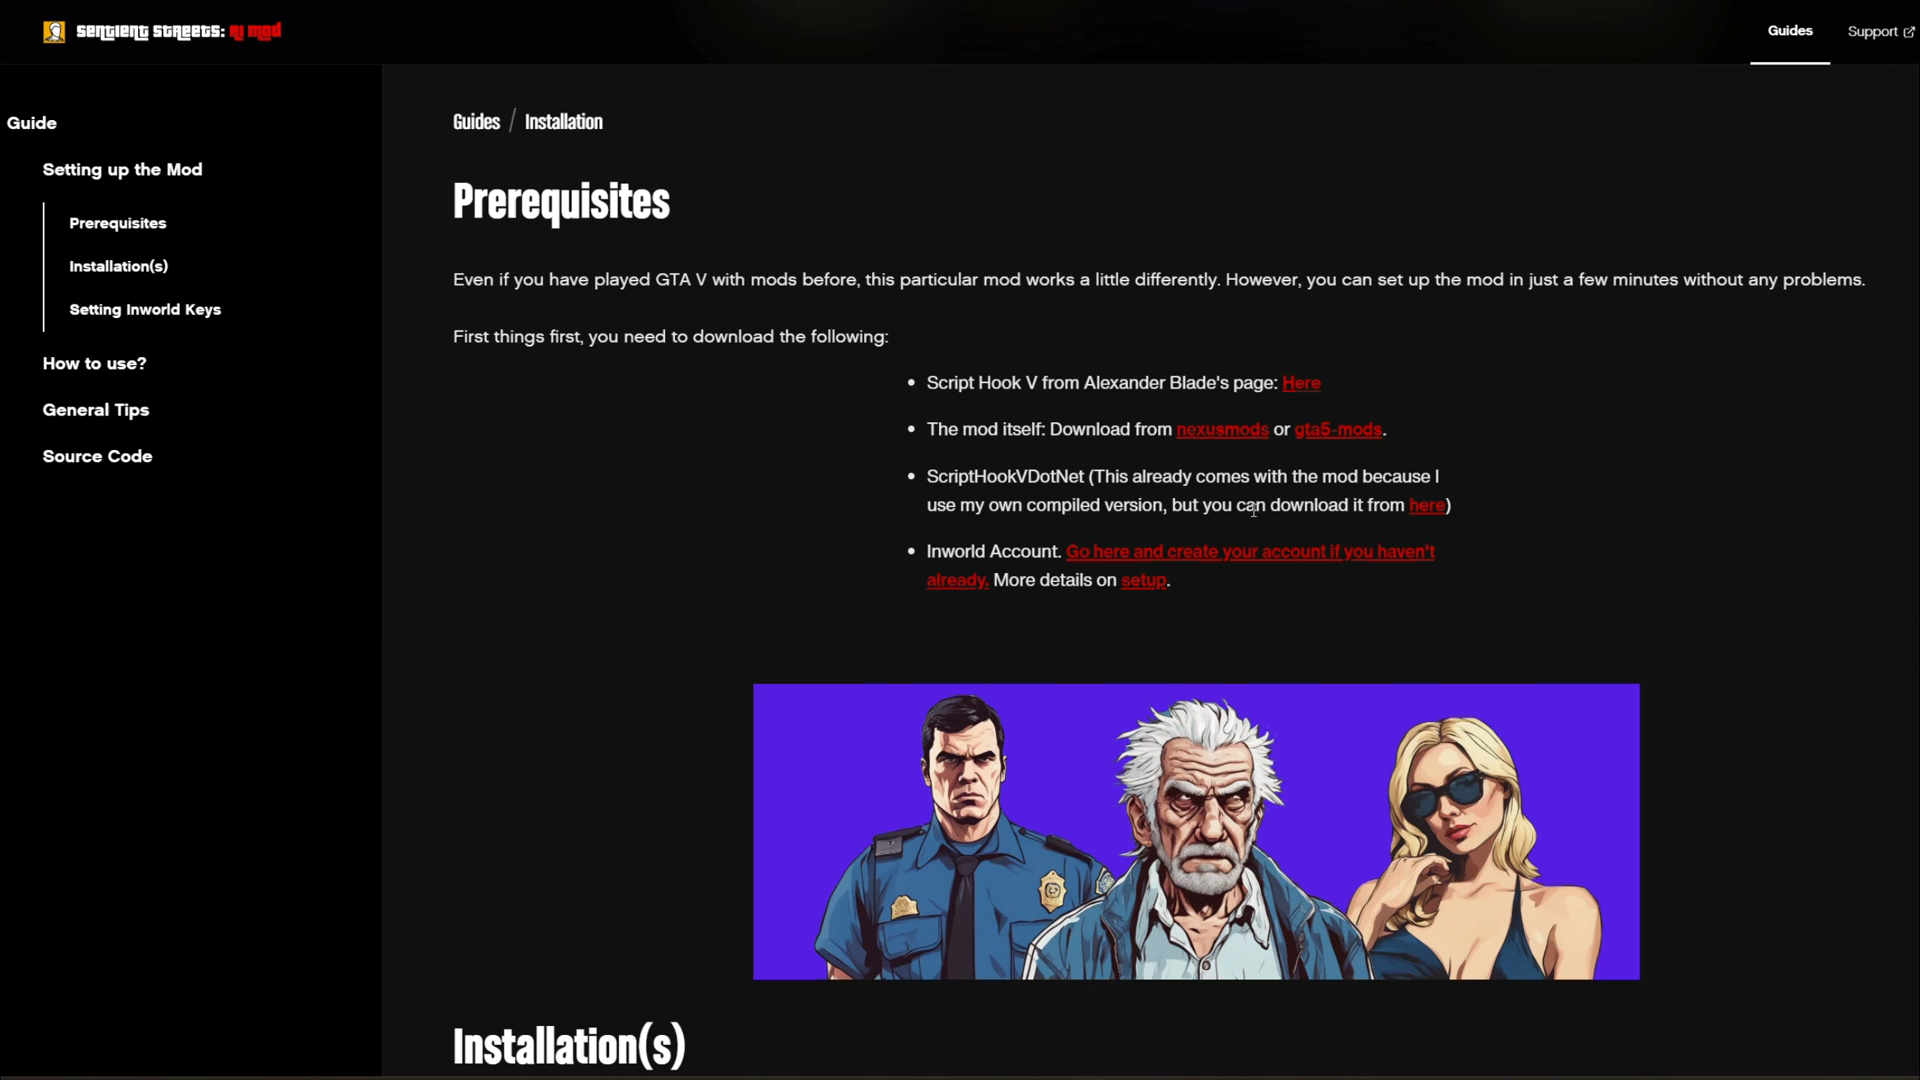 sentient streets: AI mod
Guides
Support
Guide
Setting up the Mod
Prerequisites
Installation(s)
Setting Inworld Keys
How to use?
General Tips
Source Code
Guides / Installation
Prerequisites
Even if you have played GTA V with mods before, this particular mod works a little differently. However, you can set up the mod in just a few minutes without any problems.
First things first, you need to download the following:
• Script Hook V from Alexander Blade's page: Here
• The mod itself: Download from nexusmods or gta5-mods.
• ScriptHookVDotNet (This already comes with the mod because I
use my own compiled version, but you can download it from here)
• Inworld Account. Go here and create your account if you haven't
already. More details on setup.
Installation(s)